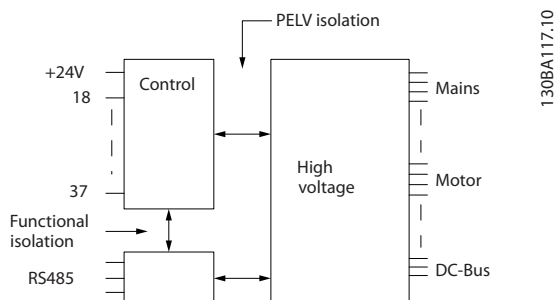 PELV isolation
130BA117.10
+24V
Control
Mains
18
High
voltage
37
Motor
Functional
isolation
RS485
DC-Bus